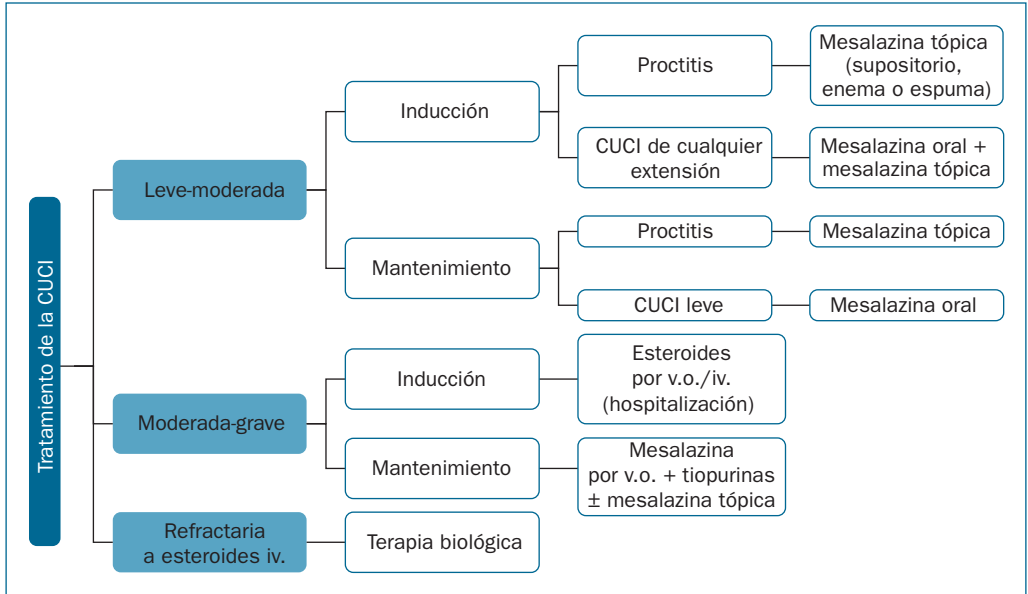 Tratamiento de la CUCI
Leve-moderada
Inducción
Proctitis
Mesalazina tópica
(supositorio,
enema o espuma)
CUCI de cualquier
extensión
Mesalazina oral +
mesalazina tópica
Mantenimiento
Proctitis
Mesalazina tópica
CUCI leve
Mesalazina oral
Moderada-grave
Inducción
Esteroides
por v.o./iv.
(hospitalización)
Mantenimiento
Mesalazina
por v.o. + tiopurinas
± mesalazina tópica
Refractaria
a esteroides iv.
Terapia biológica